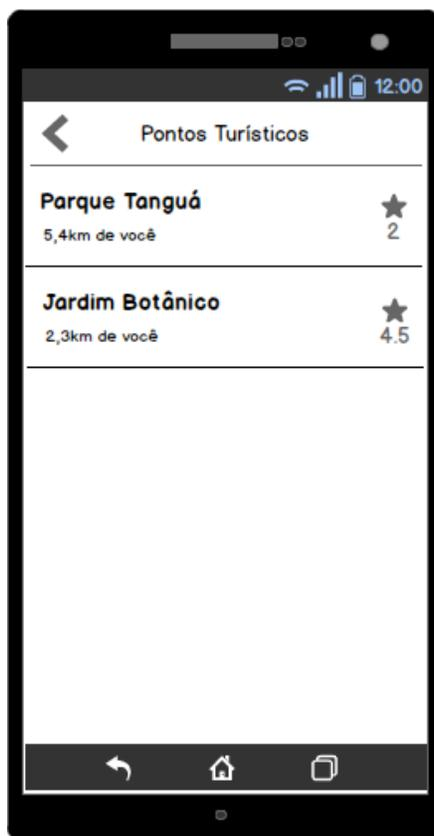 12:00
Pontos Turísticos
Parque Tanguá
2
5,4km de você
Jardim Botânico
4.5
2,3km de você